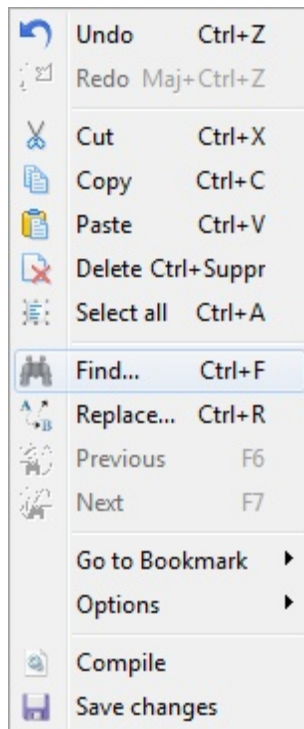 Undo Ctrl+Z
Redo Maj+Ctrl+Z
Cut Ctrl+X
Copy Ctrl+C
Paste Ctrl+V
Delete Ctrl+Suppr
Select all Ctrl+A
Find... Ctrl+F
Replace... Ctrl+R
Previous F6
Next F7
Go to Bookmark
Options
Compile
Save changes